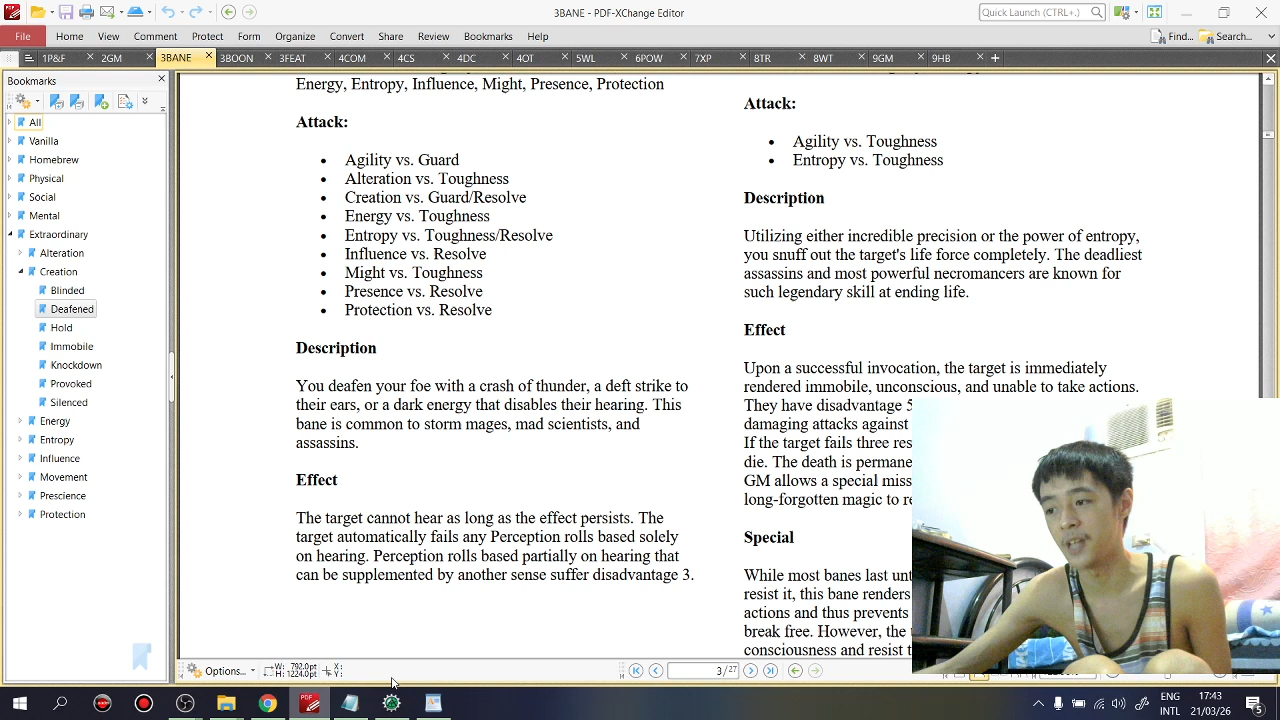 3BANE - PDF-XChange Editor
Quick Launch (CTRL+.)
File Home View Comment Protect Form Organize Convert Share Review Bookmarks Help
Find... Search...
1P&F 2GM 3BANE 3BOON 3FEAT 4COM 4CS 4DC 4OT 5WL 6POW 7XP 8TR 8WT 9GM 9HB
Bookmarks
All
Vanilla
Homebrew
Physical
Social
Mental
Extraordinary
Alteration
Creation
Blinded
Deafened
Hold
Immobile
Knockdown
Provoked
Silenced
Energy
Entropy
Influence
Movement
Prescience
Protection
Energy, Entropy, Influence, Might, Presence, Protection
Attack:
Agility vs. Guard
Alteration vs. Toughness
Creation vs. Guard/Resolve
Energy vs. Toughness
Entropy vs. Toughness/Resolve
Influence vs. Resolve
Might vs. Toughness
Presence vs. Resolve
Protection vs. Resolve
Description
You deafen your foe with a crash of thunder, a deft strike to
their ears, or a dark energy that disables their hearing. This
bane is common to storm mages, mad scientists, and
assassins.
Effect
The target cannot hear as long as the effect persists. The
target automatically fails any Perception rolls based solely
on hearing. Perception rolls based partially on hearing that
can be supplemented by another sense suffer disadvantage 3.
Attack:
Agility vs. Toughness
Entropy vs. Toughness
Description
Utilizing either incredible precision or the power of entropy,
you snuff out the target's life force completely. The deadliest
assassins and most powerful necromancers are known for
such legendary skill at ending life.
Effect
Upon a successful invocation, the target is immediately
rendered immobile, unconscious, and unable to take actions.
They have disadvantage 5
damaging attacks against
If the target fails three res
die. The death is permane
GM allows a special miss
long-forgotten magic to re
Special
While most banes last unt
resist it, this bane renders
actions and thus prevents
break free. However, the
consciousness and resist t
Options...
W: 792.0pt
H: 1224.0pt
X:
Y:
3 / 27
ENG
INTL
17:43
21/03/26
5